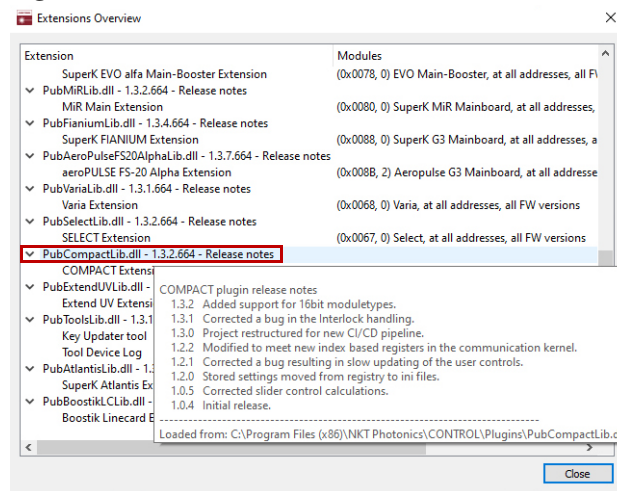 Extensions Overview
Extension Modules
SuperK EVO alfa Main-Booster Extension (0x0078, 0) EVO Main-Booster, at all addresses, all
PubMiRLib.dll - 1.3.2.664 - Release notes
MiR Main Extension (0x0080, 0) SuperK MiR Mainboard, at all addresses,
PubFianiumLib.dll - 1.3.4.664 - Release notes
SuperK FIANIUM Extension (0x0088, 0) SuperK G3 Mainboard, at all addresses, a
PubAeroPulseFS20AlphaLib.dll - 1.3.7.664 - Release notes
aeroPULSE FS-20 Alpha Extension (0x008B, 2) Aeropulse G3 Mainboard, at all addresse
PubVariaLib.dll - 1.3.1.664 - Release notes
Varia Extension (0x0068, 0) Varia, at all addresses, all FW versions
PubSelectLib.dll - 1.3.2.664 - Release notes
SELECT Extension (0x0067, 0) Select, at all addresses, all FW versions
PubCompactLib.dll - 1.3.2.664 - Release notes
COMPACT Extensi
PubExtendUVLib.dll -
Extend UV Extensi
PubToolsLib.dll - 1.3.1
Key Updater tool
Tool Device Log
PubAtlantisLib.dll - 1.
SuperK Atlantis Ex
PubBoostikLCLib.dll -
Boostik Linecard E
COMPACT plugin release notes
1.3.2 Added support for 16bit moduletypes.
1.3.1 Corrected a bug in the Interlock handling.
1.3.0 Project restructured for new CI/CD pipeline.
1.2.2 Modified to meet new index based registers in the communication kernel.
1.2.1 Corrected a bug resulting in slow updating of the user controls.
1.2.0 Stored settings moved from registry to ini files.
1.0.5 Corrected slider control calculations.
1.0.4 Initial release.
Loaded from: C:\Program Files (x86)\NKT Photonics\CONTROL\Plugins\PubCompactLib.d
Close